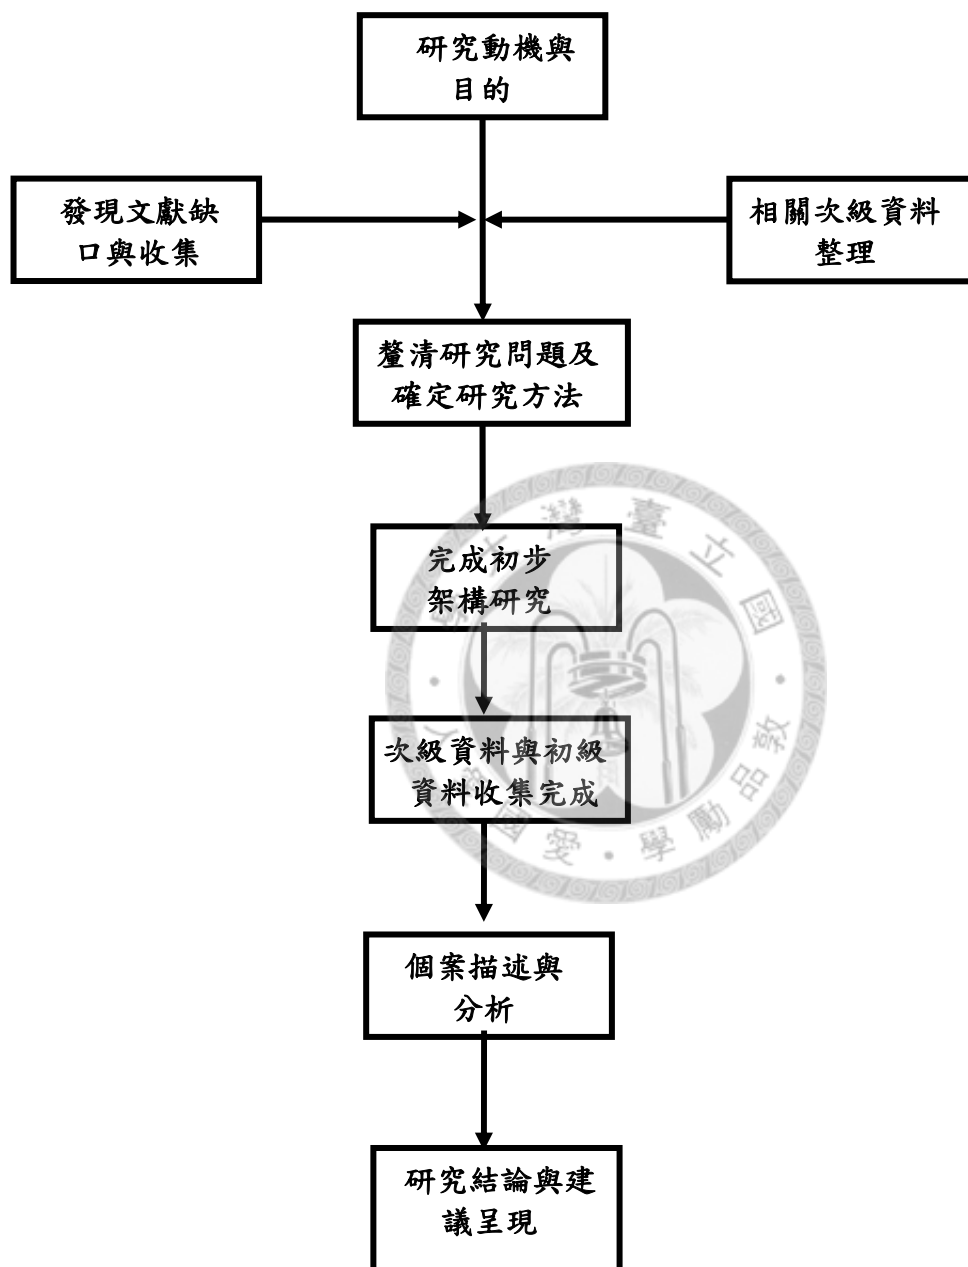 研究動機與
目的
發現文獻缺
口與收集
相關次級資料
整理
釐清研究問題及
確定研究方法
完成初步
架構研究
次級資料與初級
資料收集完成
個案描述與
分析
研究結論與建
議呈現